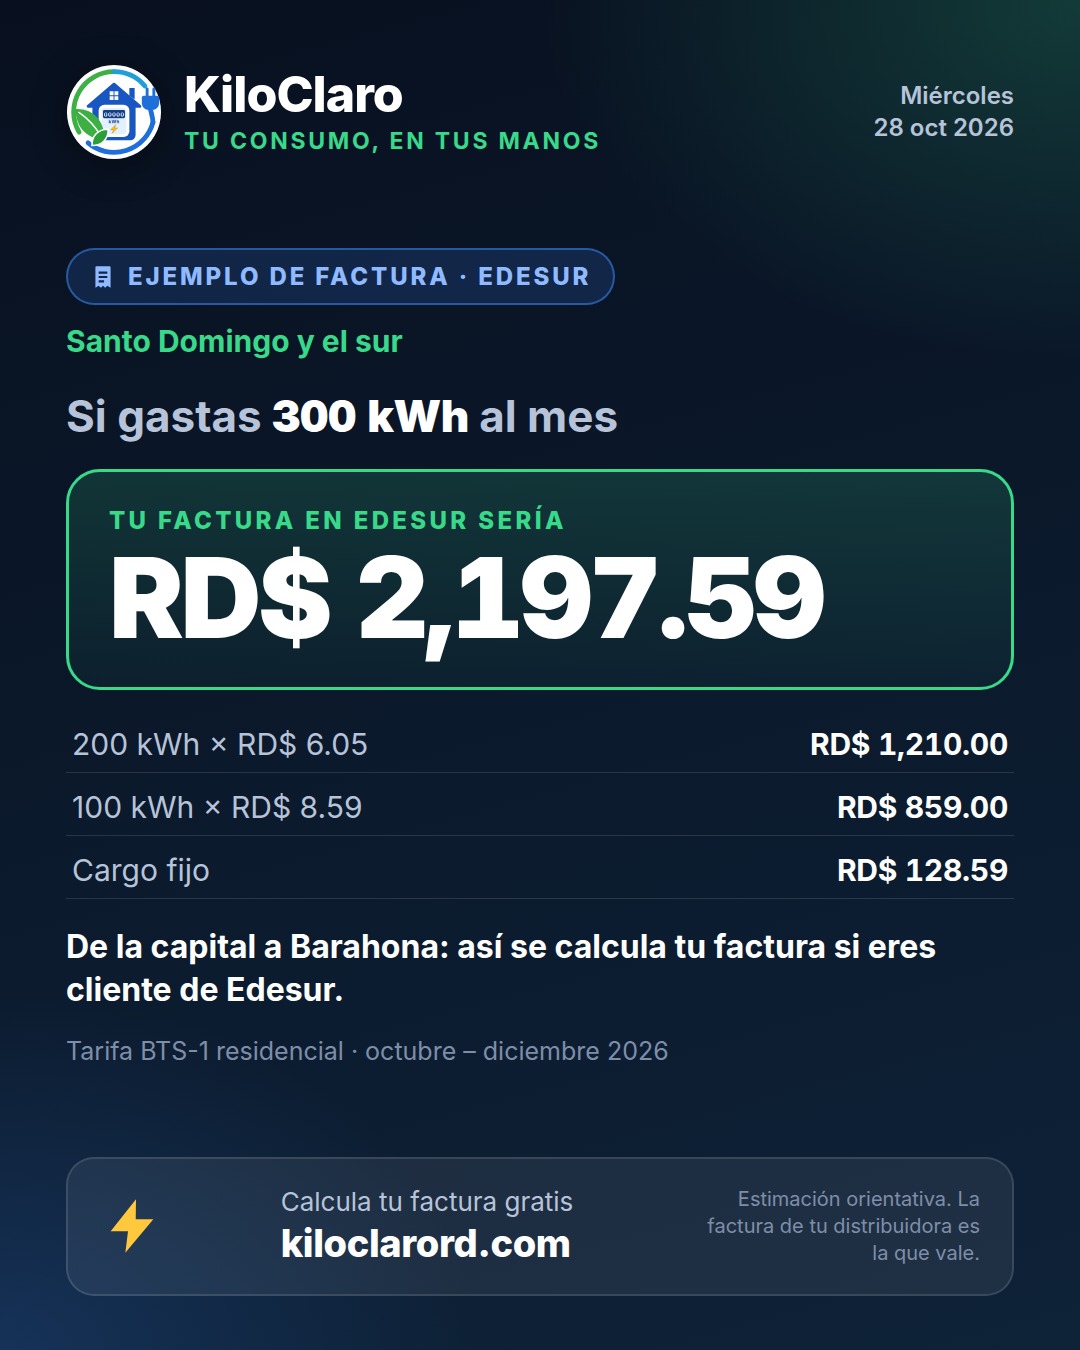 KiloClaro
TU CONSUMO, EN TUS MANOS
Miércoles
28 oct 2026
EJEMPLO DE FACTURA · EDESUR
Santo Domingo y el sur
Si gastas 300 kWh al mes
TU FACTURA EN EDESUR SERÍA
RD$ 2,197.59
200 kWh × RD$ 6.05 RD$ 1,210.00
100 kWh × RD$ 8.59 RD$ 859.00
Cargo fijo RD$ 128.59
De la capital a Barahona: así se calcula tu factura si eres
cliente de Edesur.
Tarifa BTS-1 residencial · octubre – diciembre 2026
Calcula tu factura gratis
kiloclarord.com
Estimación orientativa. La
factura de tu distribuidora es
la que vale.